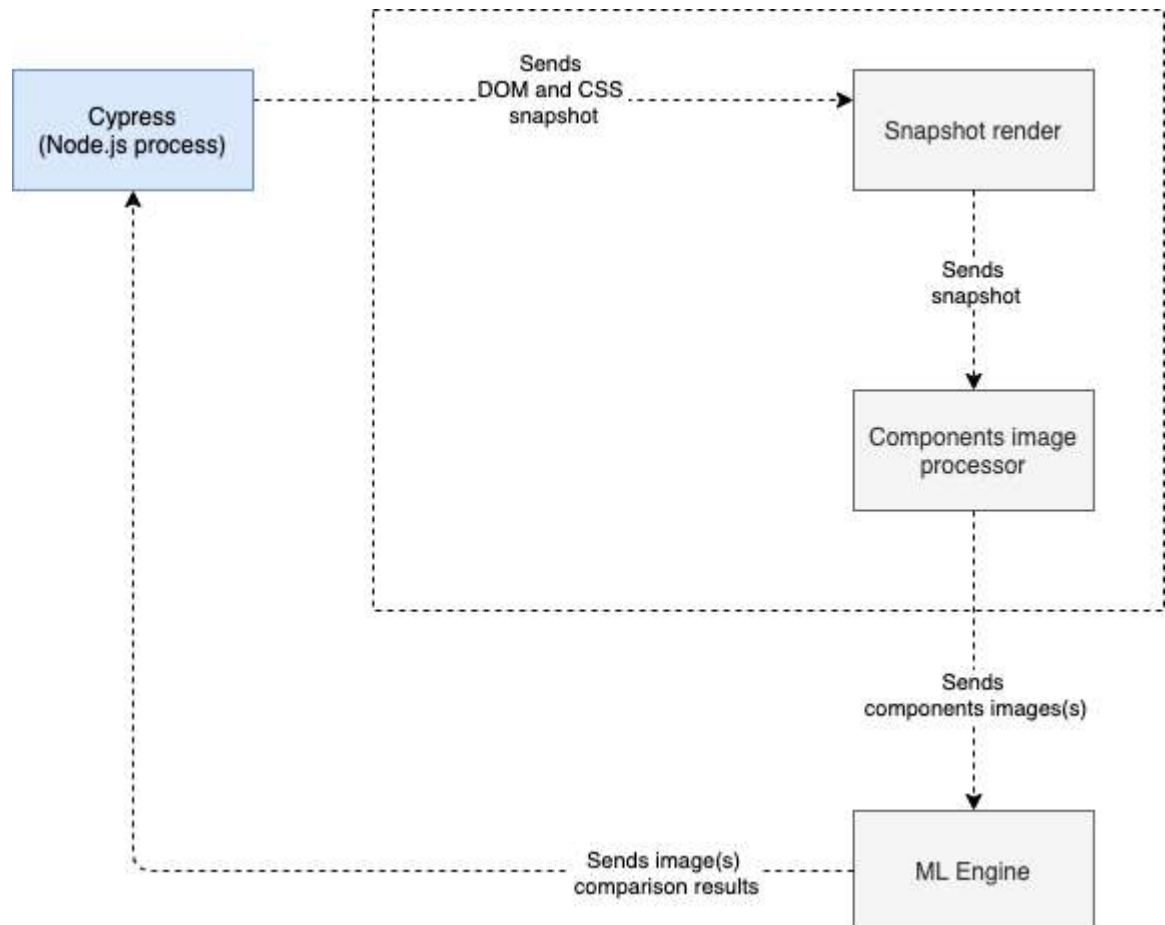 Sends
DOM and CSS
snapshot
Cypress
(Node.js process)
Snapshot render
Sends
snapshot
Components image
processor
Sends
components images(s)
Sends image(s)
comparison results
ML Engine